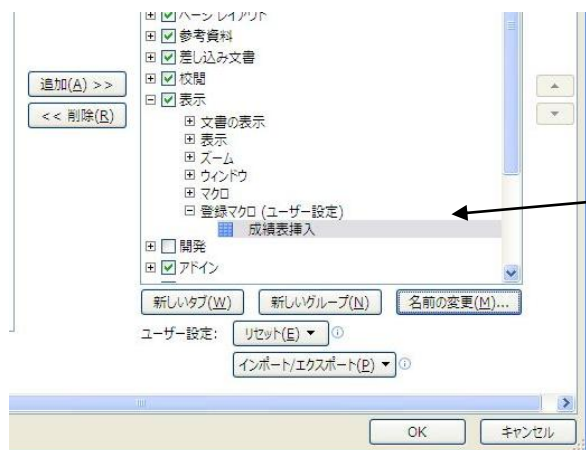 ページ レイアウト
参考資料
差し込み文書
校閲
表示
文書の表示
表示
ズーム
ウィンドウ
マクロ
登録マクロ (ユーザー設定)
成績表挿入
開発
アドイン
追加(A) >>
<< 削除(R)
新しいタブ(W) 新しいグループ(N) 名前の変更(M)...
ユーザー設定: リセット(E) ▼
インポート/エクスポート(P) ▼
OK キャンセル